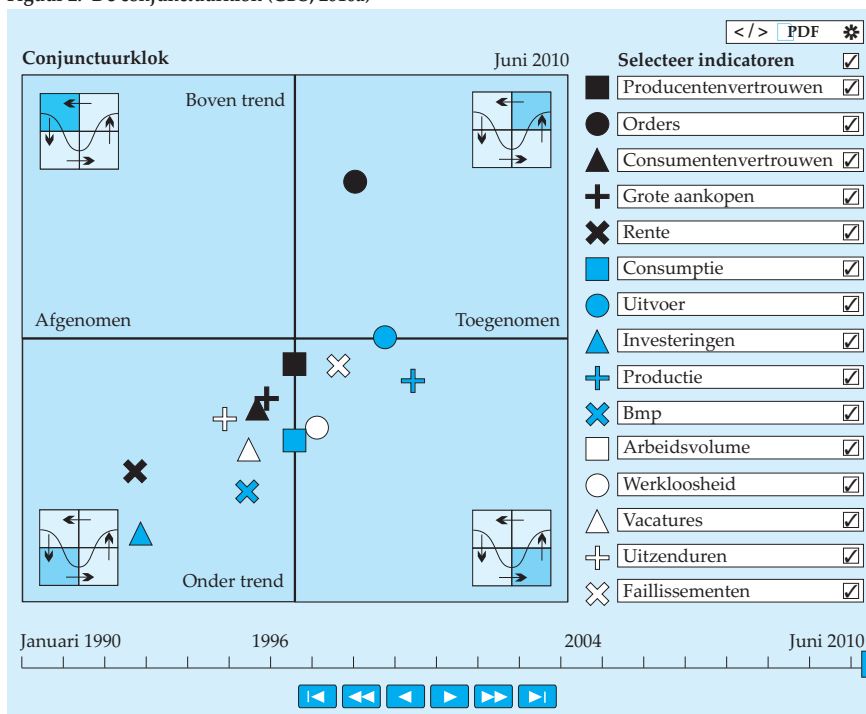 </> PDF
Conjunctuurklok
Juni 2010
Selecteer indicatoren
Boven trend
Afgenomen
Toegenomen
Onder trend
Producentenvertrouwen
Orders
Consumentenvertrouwen
Grote aankopen
Rente
Consumptie
Uitvoer
Investeringen
Productie
Bmp
Arbeidsvolume
Werkloosheid
Vacatures
Uitzenduren
Faillissementen
Januari 1990
1996
2004
Juni 2010